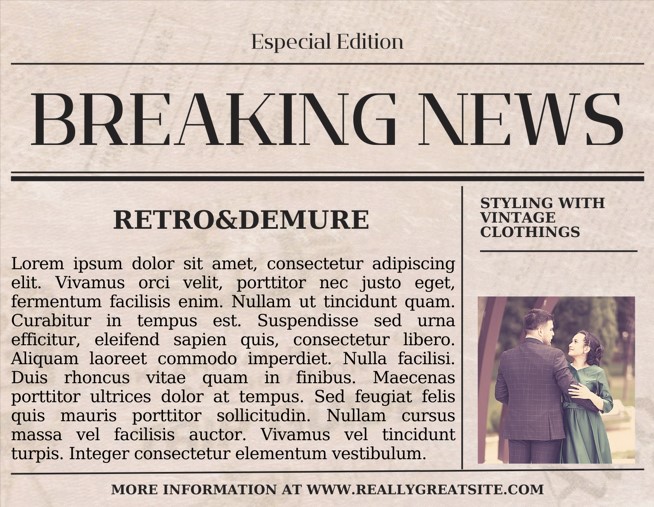 Especial Edition
BREAKING NEWS
RETRO&DEMURE
Lorem ipsum dolor sit amet, consectetur adipiscing
elit. Vivamus orci velit, porttitor nec justo eget,
fermentum facilisis enim. Nullam ut tincidunt quam.
Curabitur in tempus est. Suspendisse sed urna
efficitur, eleifend sapien quis, consectetur libero.
Aliquam laoreet commodo imperdiet. Nulla facilisi.
Duis rhoncus vitae quam in finibus. Maecenas
porttitor ultrices dolor at tempus. Sed feugiat felis
quis mauris porttitor sollicitudin. Nullam cursus
massa vel facilisis auctor. Vivamus vel tincidunt
turpis. Integer consectetur elementum vestibulum.
STYLING WITH
VINTAGE
CLOTHINGS
MORE INFORMATION AT WWW.REALLYGREATSITE.COM